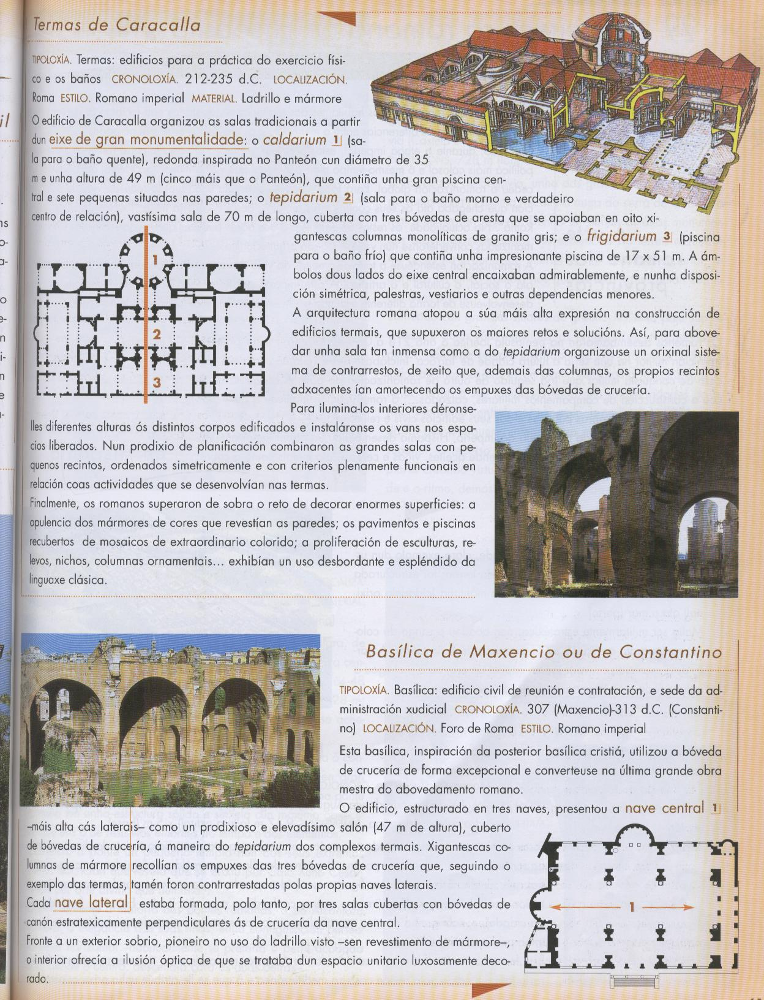 Termas de Caracalla
TIPOLOXÍA. Termas: edificios para a práctica do exercicio físi-
co e os baños CRONOLOXÍA. 212-235 d.C. LOCALIZACIÓN.
Roma ESTILO. Romano imperial MATERIAL. Ladrillo e mármore
O edificio de Caracalla organizou as salas tradicionais a partir
dun eixe de gran monumentalidade: o caldarium 1 (sa-
la para o baño quente), redonda inspirada no Panteón cun diámetro de 35
m e unha altura de 49 m (cinco máis que o Panteón), que contiña unha gran piscina cen-
tral e sete pequenas situadas nas paredes; o tepidarium 2 (sala para o baño morno e verdadeiro
centro de relación), vastísima sala de 70 m de longo, cuberta con tres bóvedas de aresta que se apoiaban en oito xi-
gantescas columnas monolíticas de granito gris; e o frigidarium 3 (piscina
para o baño frío) que contiña unha impresionante piscina de 17 x 51 m. A ám-
bolos dous lados do eixe central encaixaban admirablemente, e nunha disposi-
ción simétrica, palestras, vestiarios e outras dependencias menores.
A arquitectura romana atopou a súa máis alta expresión na construcción de
edificios termais, que supuxeron os maiores retos e solucións. Así, para above-
dar unha sala tan inmensa como a do tepidarium organizouse un orixinal siste-
ma de contrarrestos, de xeito que, ademais das columnas, os propios recintos
adxacentes ían amortecendo os empuxes das bóvedas de crucería.
Para ilumina-los interiores déronse-
lles diferentes alturas ós distintos corpos edificados e instaláronse os vans nos espa-
cios liberados. Nun prodixio de planificación combinaron as grandes salas con pe-
quenos recintos, ordenados simetricamente e con criterios plenamente funcionais en
relación coas actividades que se desenvolvían nas termas.
Finalmente, os romanos superaron de sobra o reto de decorar enormes superficies: a
opulencia dos mármores de cores que revestían as paredes; os pavimentos e piscinas
recubertos de mosaicos de extraordinario colorido; a proliferación de esculturas, re-
levos, nichos, columnas ornamentais... exhibían un uso desbordante e espléndido da
linguaxe clásica.
1
2
3
Basílica de Maxencio ou de Constantino
TIPOLOXÍA. Basílica: edificio civil de reunión e contratación, e sede da ad-
ministración xudicial CRONOLOXÍA. 307 (Maxencio)-313 d.C. (Constanti-
no) LOCALIZACIÓN. Foro de Roma ESTILO. Romano imperial
Esta basílica, inspiración da posterior basílica cristiá, utilizou a bóveda
de crucería de forma excepcional e converteuse na última grande obra
mestra do abovedamento romano.
O edificio, estructurado en tres naves, presentou a nave central 1
–máis alta cás laterais– como un prodixioso e elevadísimo salón (47 m de altura), cuberto
de bóvedas de crucería, á maneira do tepidarium dos complexos termais. Xigantescas co-
lumnas de mármore recollían os empuxes das tres bóvedas de crucería que, seguindo o
exemplo das termas, tamén foron contrarrestadas polas propias naves laterais.
Cada nave lateral estaba formada, polo tanto, por tres salas cubertas con bóvedas de
canón estratexicamente perpendiculares ás de crucería da nave central.
Fronte a un exterior sobrio, pioneiro no uso do ladrillo visto –sen revestimento de mármore–,
o interior ofrecía a ilusión óptica de que se trataba dun espacio unitario luxosamente deco-
rado.
1